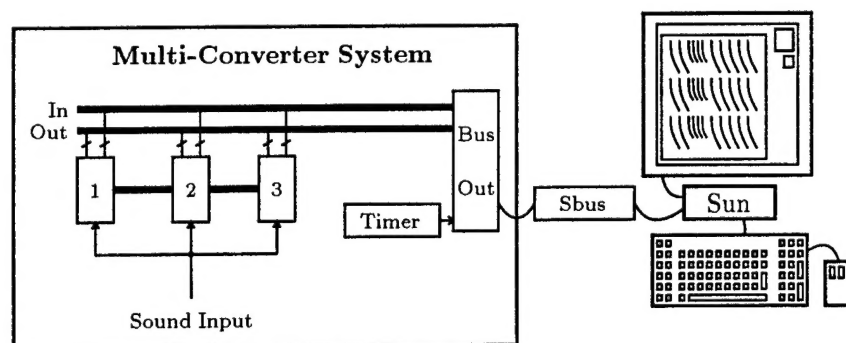 Multi-Converter System
In
Out
Bus
1
2
3
Out
Timer
Sbus
Sun
Sound Input